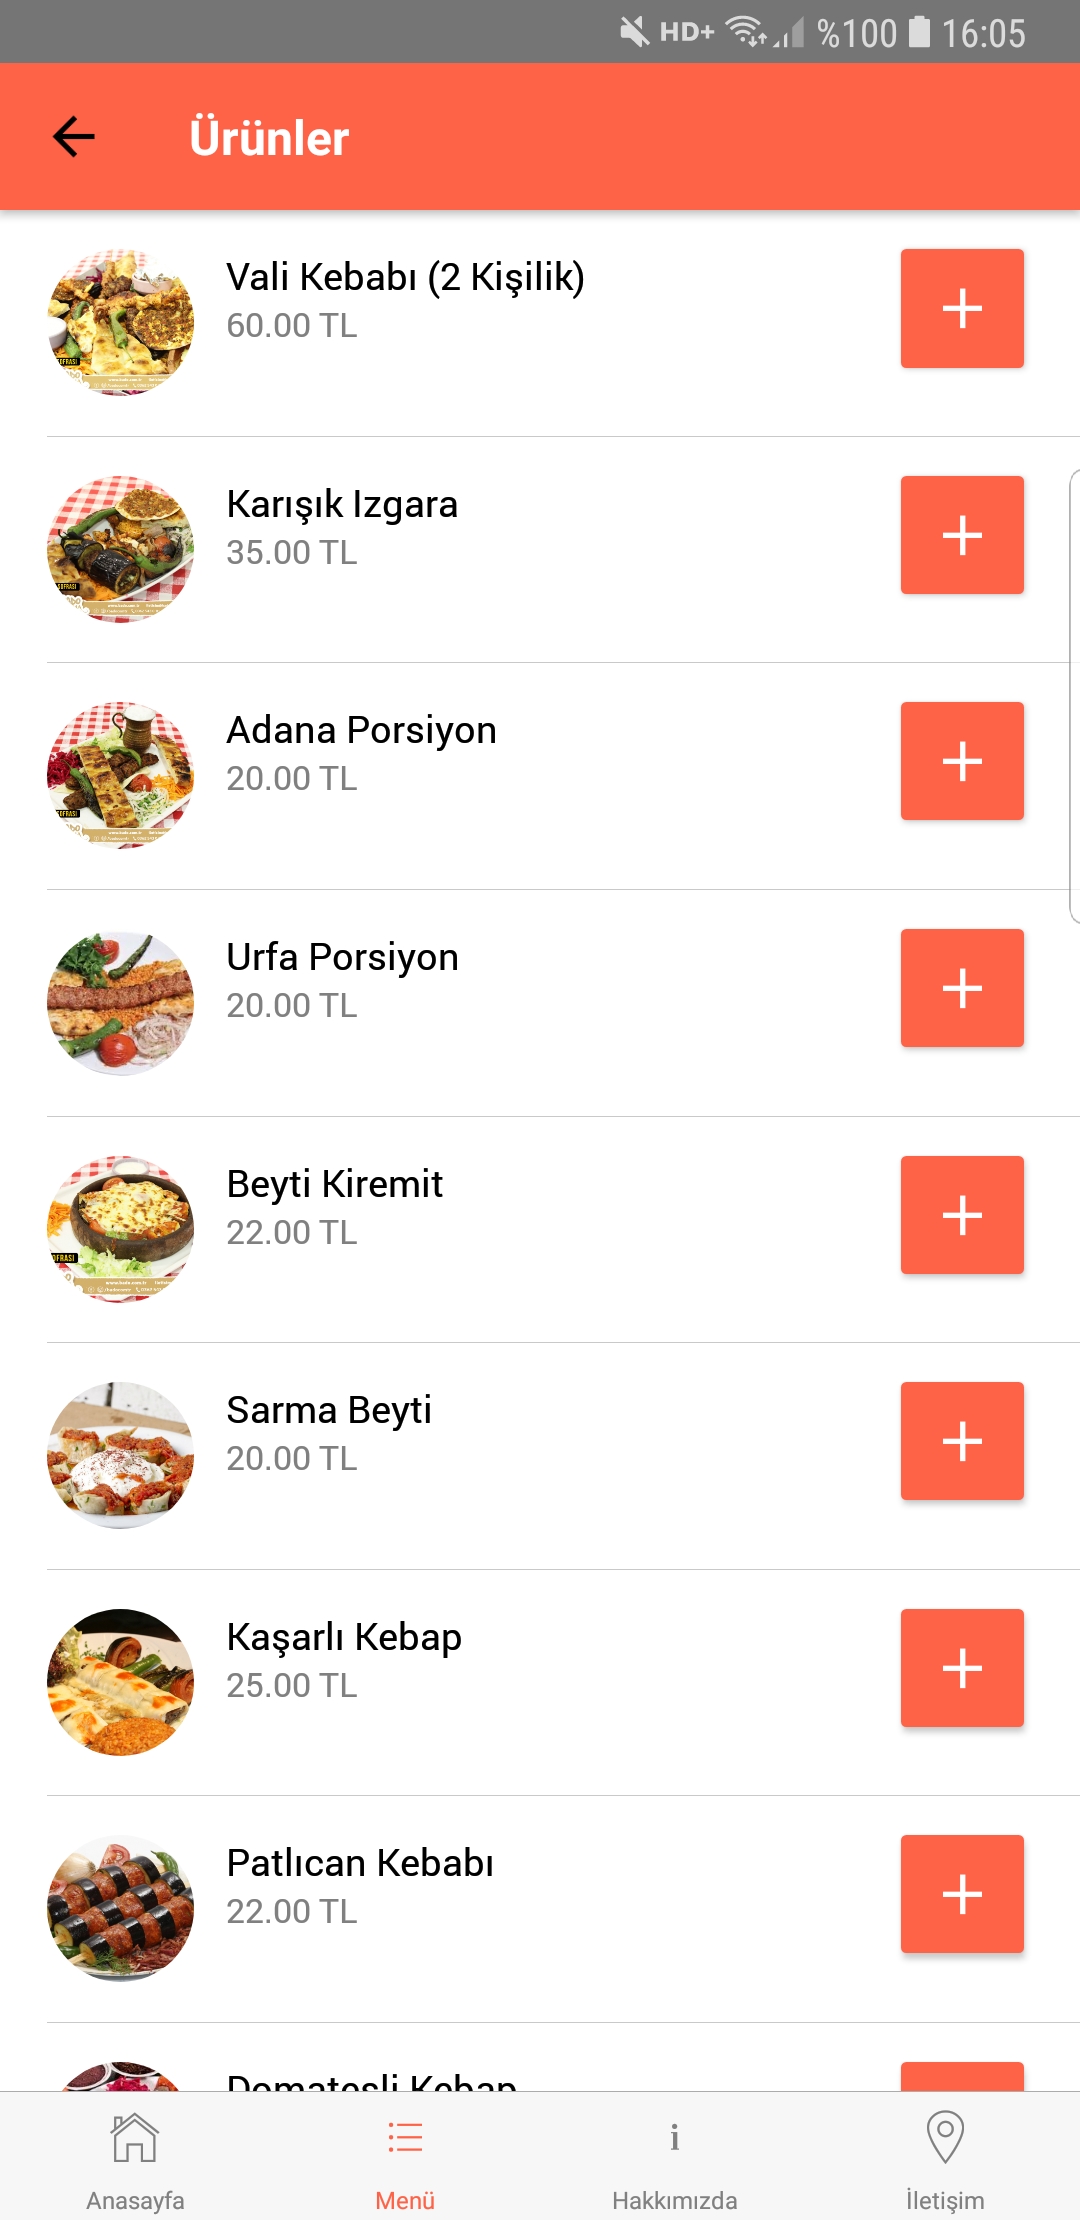 HD+ %100 16:05
Ürünler
Vali Kebabı (2 Kişilik)
60.00 TL
Karışık Izgara
35.00 TL
Adana Porsiyon
20.00 TL
Urfa Porsiyon
20.00 TL
Beyti Kiremit
22.00 TL
Sarma Beyti
20.00 TL
Kaşarlı Kebap
25.00 TL
Patlıcan Kebabı
22.00 TL
Domatesli Kebap
Anasayfa
Menü
Hakkımızda
İletişim